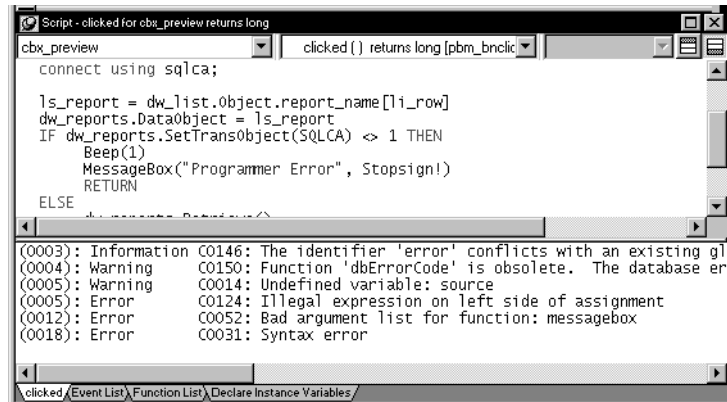 Script - clicked for cbx_preview returns long
cbx_preview clicked ( ) returns long [pbm_bnclic
connect using sqlca;
ls_report = dw_list.Object.report_name[li_row]
dw_reports.DataObject = ls_report
IF dw_reports.SetTransObject(SQLCA) <> 1 THEN
Beep(1)
MessageBox("Programmer Error", Stopsign!)
RETURN
ELSE
(0003): Information C0146: The identifier 'error' conflicts with an existing gl
(0004): Warning C0150: Function 'dbErrorCode' is obsolete. The database er
(0005): Warning C0014: Undefined variable: source
(0005): Error C0124: Illegal expression on left side of assignment
(0012): Error C0052: Bad argument list for function: messagebox
(0018): Error C0031: Syntax error
clicked Event List Function List Declare Instance Variables